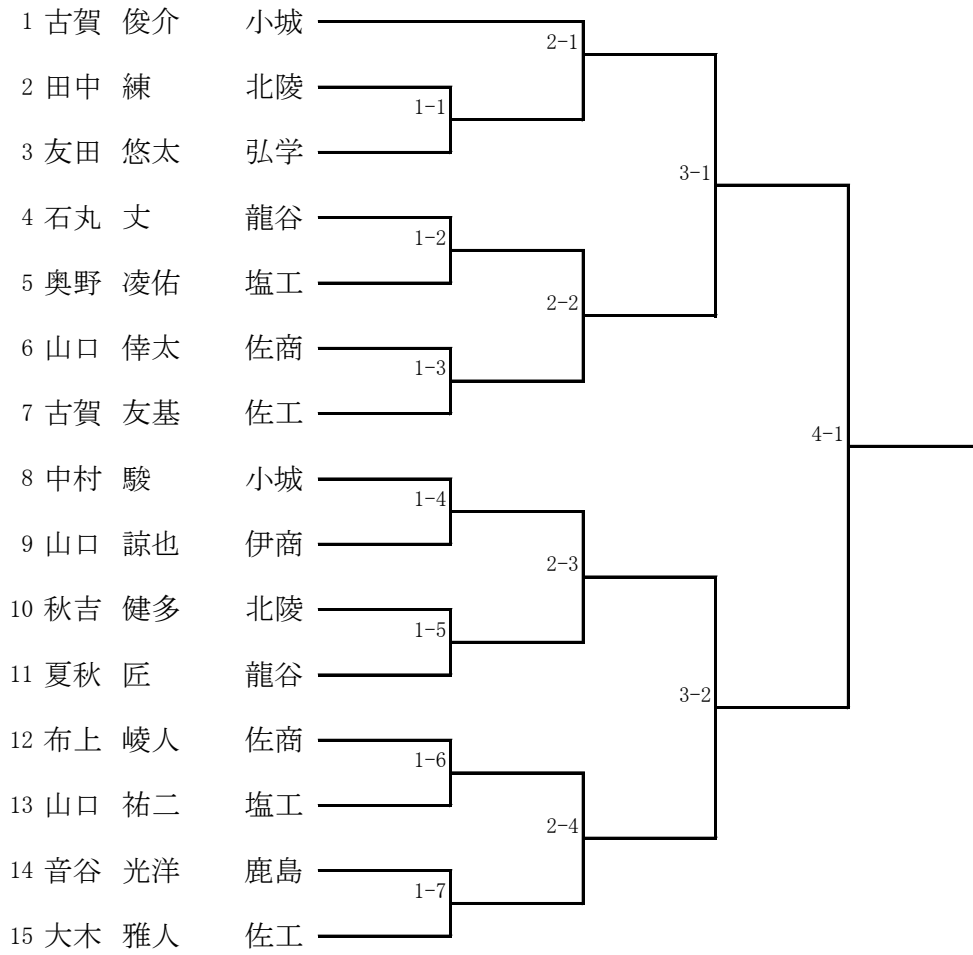 1 古賀 俊介 小城
2-1
2 田中 練 北陵
1-1
3 友田 悠太 弘学
3-1
4 石丸 丈 龍谷
1-2
5 奥野 凌佑 塩工
2-2
6 山口 倖太 佐商
1-3
7 古賀 友基 佐工
4-1
8 中村 駿 小城
1-4
9 山口 諒也 伊商
2-3
10 秋吉 健多 北陵
1-5
11 夏秋 匠 龍谷
3-2
12 布上 崚人 佐商
1-6
13 山口 祐二 塩工
2-4
14 音谷 光洋 鹿島
1-7
15 大木 雅人 佐工